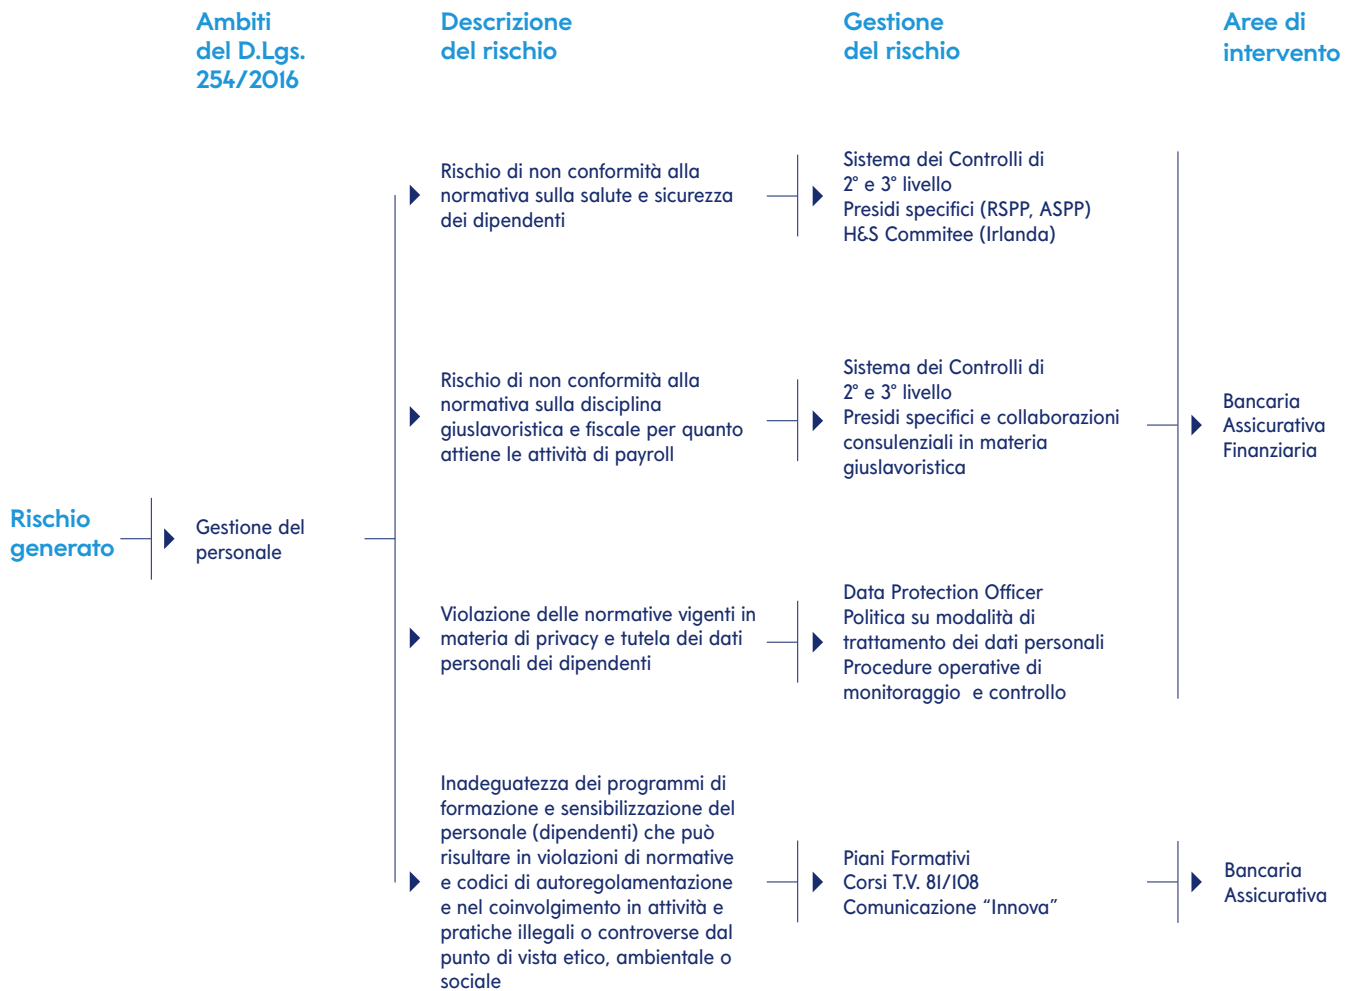 Ambiti
del D.Lgs.
254/2016
Descrizione
del rischio
Gestione
del rischio
Aree di
intervento
Rischio
generato
Gestione del
personale
Rischio di non conformità alla
normativa sulla salute e sicurezza
dei dipendenti
Sistema dei Controlli di
2° e 3° livello
Presidi specifici (RSPP, ASPP)
H&S Commitee (Irlanda)
Rischio di non conformità alla
normativa sulla disciplina
giuslavoristica e fiscale per quanto
attiene le attività di payroll
Sistema dei Controlli di
2° e 3° livello
Presidi specifici e collaborazioni
consulenziali in materia
giuslavoristica
Violazione delle normative vigenti in
materia di privacy e tutela dei dati
personali dei dipendenti
Data Protection Officer
Politica su modalità di
trattamento dei dati personali
Procedure operative di
monitoraggio e controllo
Bancaria
Assicurativa
Finanziaria
Inadeguatezza dei programmi di
formazione e sensibilizzazione del
personale (dipendenti) che può
risultare in violazioni di normative
e codici di autoregolamentazione
e nel coinvolgimento in attività e
pratiche illegali o controverse dal
punto di vista etico, ambientale o
sociale
Piani Formativi
Corsi T.V. 81/108
Comunicazione “Innova”
Bancaria
Assicurativa